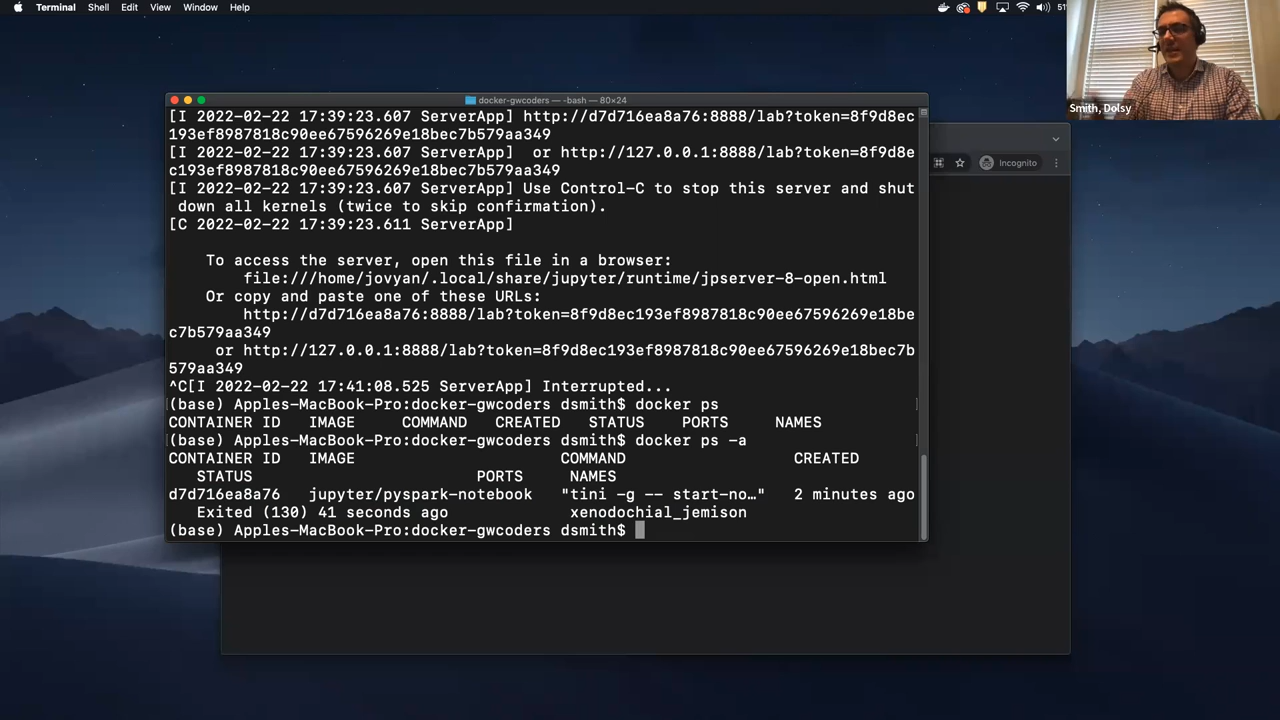 Terminal Shell Edit View Window Help
51
Smith, Dolsy
docker-gwcoders — -bash — 80×24
Incognito
[I 2022-02-22 17:39:23.607 ServerApp] http://d7d716ea8a76:8888/lab?token=8f9d8ec
193ef8987818c90ee67596269e18bec7b579aa349
[I 2022-02-22 17:39:23.607 ServerApp]  or http://127.0.0.1:8888/lab?token=8f9d8e
c193ef8987818c90ee67596269e18bec7b579aa349
[I 2022-02-22 17:39:23.607 ServerApp] Use Control-C to stop this server and shut
down all kernels (twice to skip confirmation).
[C 2022-02-22 17:39:23.611 ServerApp]
To access the server, open this file in a browser:
file:///home/jovyan/.local/share/jupyter/runtime/jpserver-8-open.html
Or copy and paste one of these URLs:
http://d7d716ea8a76:8888/lab?token=8f9d8ec193ef8987818c90ee67596269e18be
c7b579aa349
or http://127.0.0.1:8888/lab?token=8f9d8ec193ef8987818c90ee67596269e18bec7b
579aa349
^C[I 2022-02-22 17:41:08.525 ServerApp] Interrupted...
(base) Apples-MacBook-Pro:docker-gwcoders dsmith$ docker ps
CONTAINER ID   IMAGE     COMMAND   CREATED   STATUS    PORTS     NAMES
(base) Apples-MacBook-Pro:docker-gwcoders dsmith$ docker ps -a
CONTAINER ID   IMAGE                      COMMAND                  CREATED
STATUS                        PORTS     NAMES
d7d716ea8a76   jupyter/pyspark-notebook   "tini -g -- start-no…"   2 minutes ago
Exited (130) 41 seconds ago             xenodochial_jemison
(base) Apples-MacBook-Pro:docker-gwcoders dsmith$